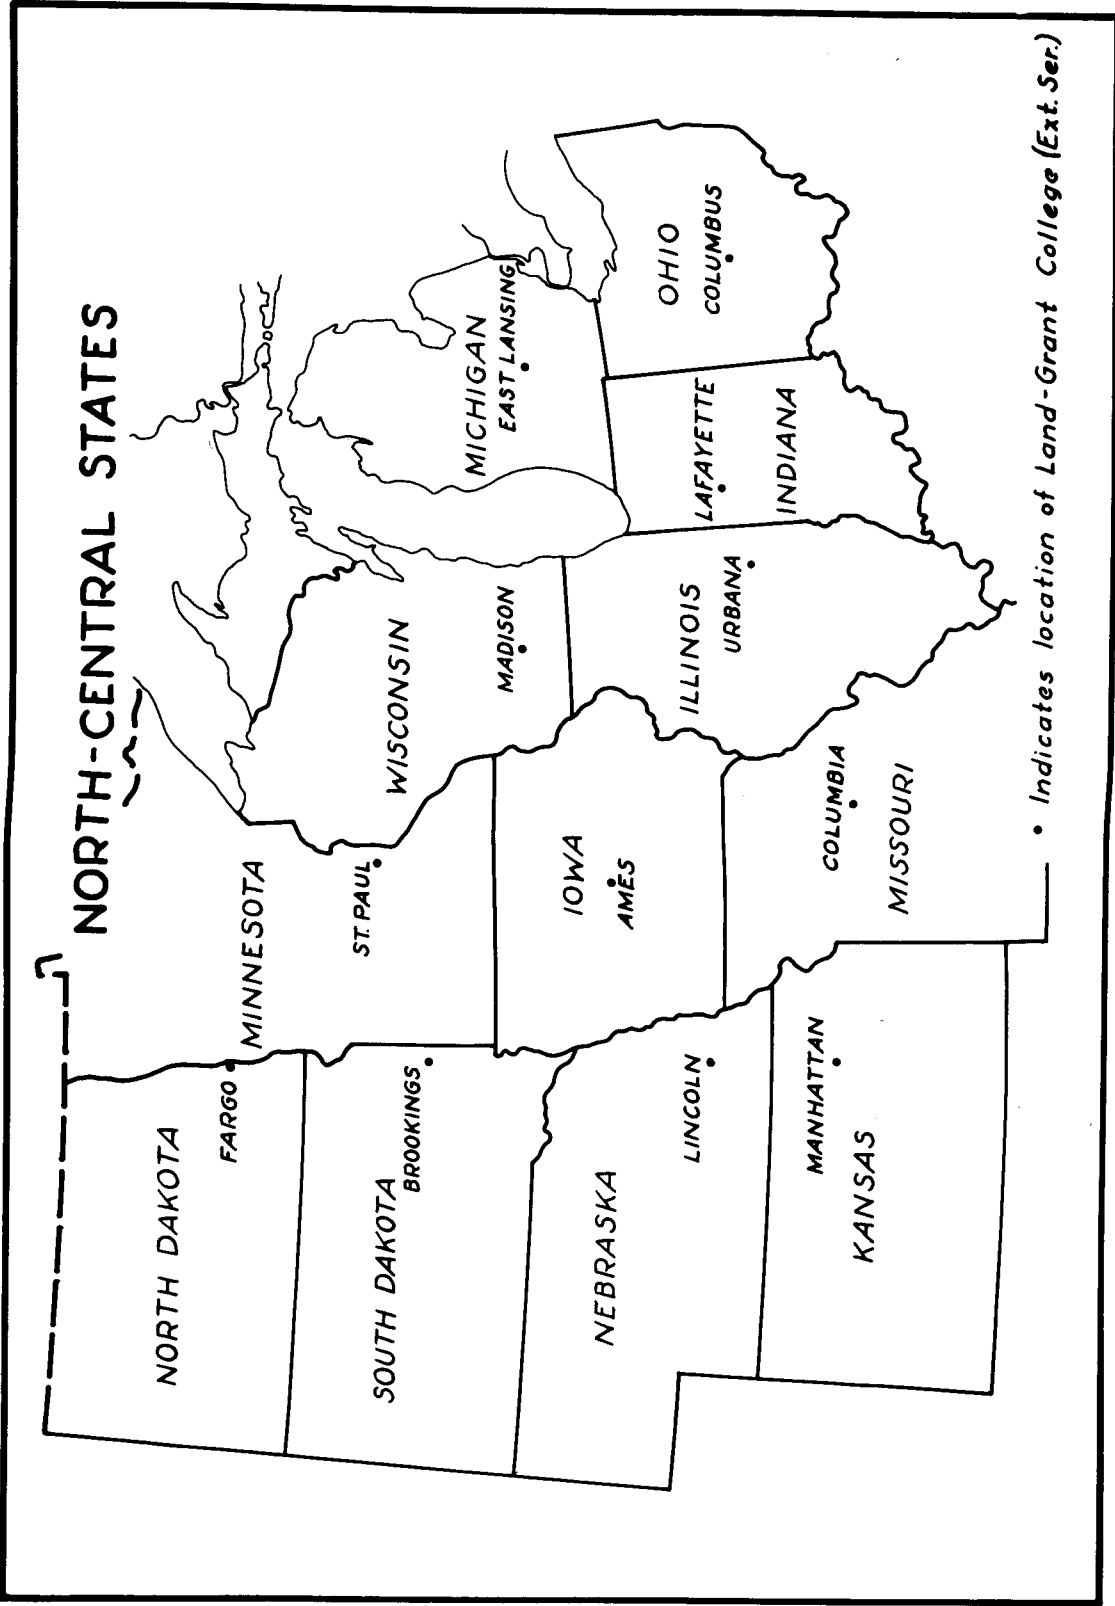 NORTH-CENTRAL STATES
NORTH DAKOTA
FARGO
MINNESOTA
ST. PAUL
SOUTH DAKOTA
BROOKINGS
WISCONSIN
MADISON
MICHIGAN
EAST LANSING
IOWA
AMES
NEBRASKA
LINCOLN
ILLINOIS
URBANA
LAFAYETTE
INDIANA
OHIO
COLUMBUS
MANHATTAN
KANSAS
COLUMBIA
MISSOURI
• Indicates location of Land-Grant College (Ext. Ser.)